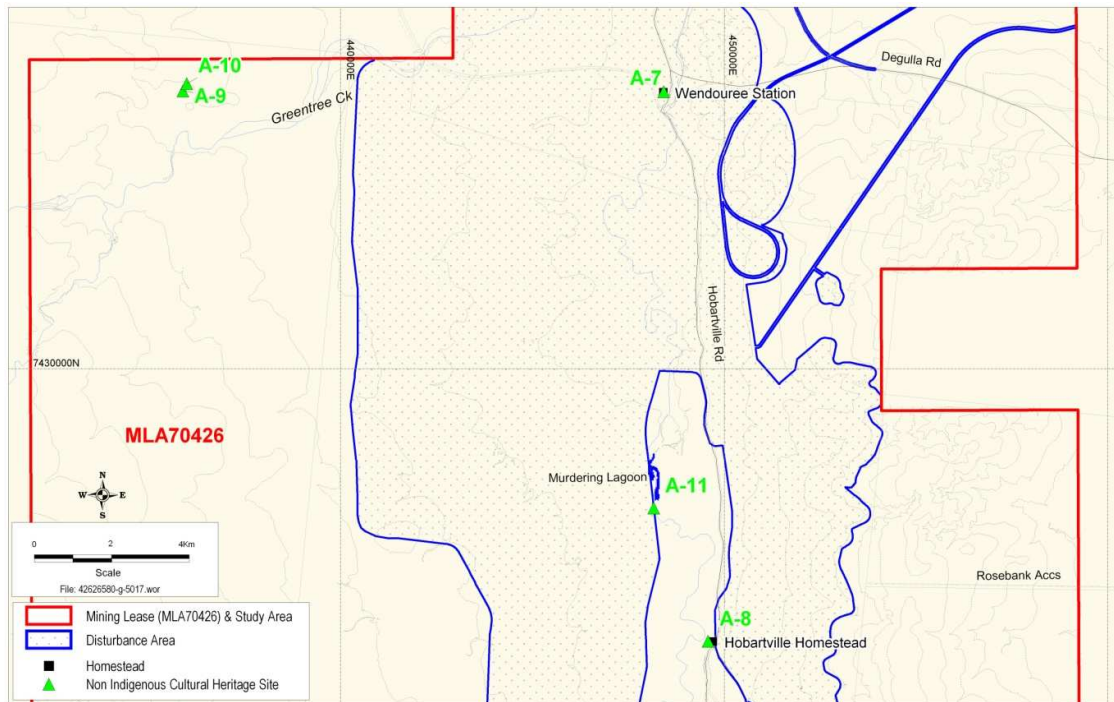 A-10
A-9
Greentree Ck
440000E
A-7
Wendouree Station
450000E
Degulla Rd
Hobartville Rd
7430000N
MLA70426
Murdering Lagoon
A-11
N
W E
S
0 2 4Km
Scale
File: 42626580-g-5017.wor
Rosebank Accs
A-8
Hobartville Homestead
Mining Lease (MLA70426) & Study Area
Disturbance Area
Homestead
Non Indigenous Cultural Heritage Site